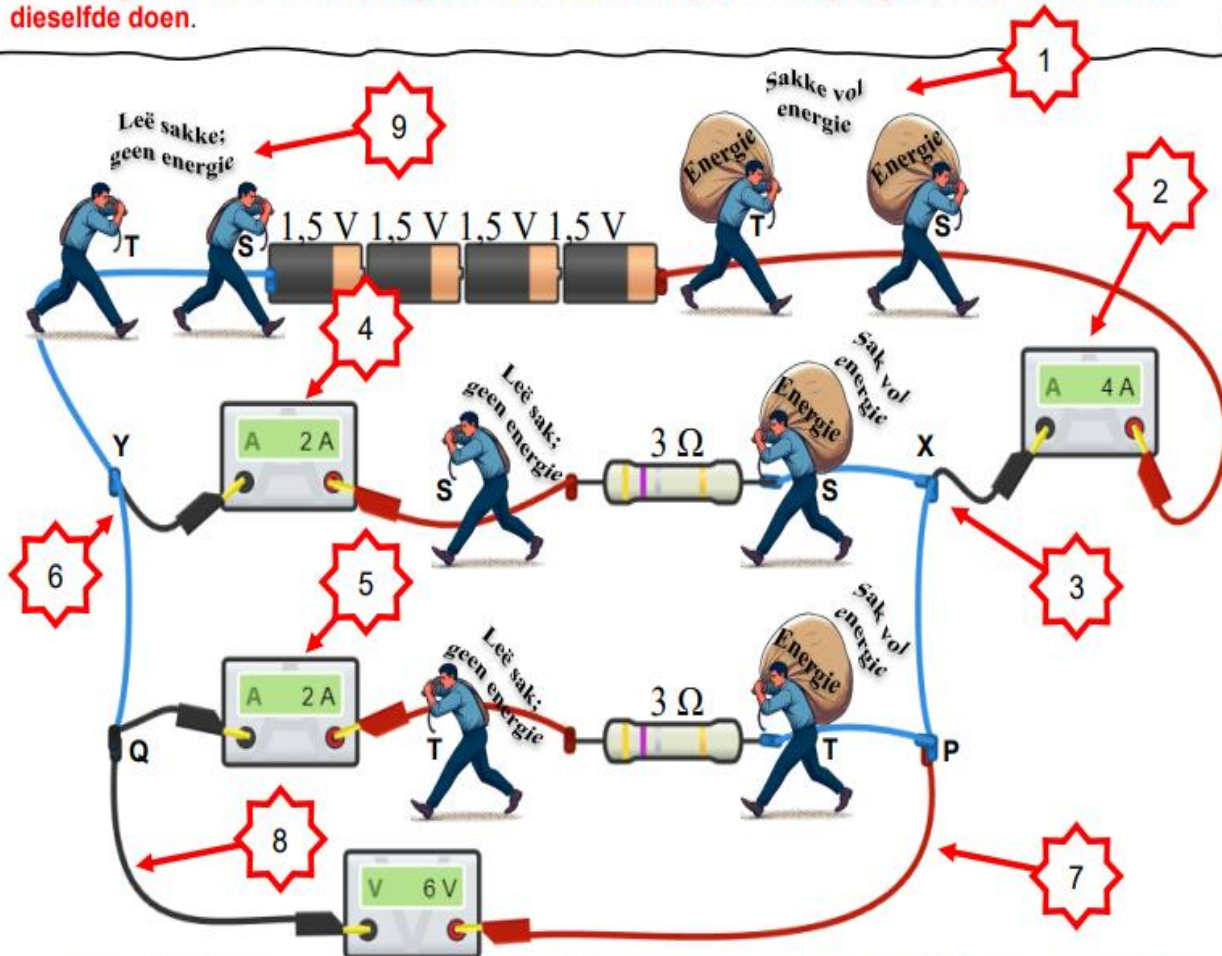 dieselfde doen.
1
Sakke vol
energie
Leë sakke;
geen energie
9
Energie
Energie
2
T
S
1,5 V 1,5 V 1,5 V 1,5 V
T
S
4
Leë sak;
geen energie
Sak vol
energie
Energie
A 4 A
Y
A 2 A
S
3 Ω
S
X
6
5
3
Leë sak;
geen energie
Sak vol
energie
Energie
A 2 A
3 Ω
Q
T
T
P
8
V 6 V
7